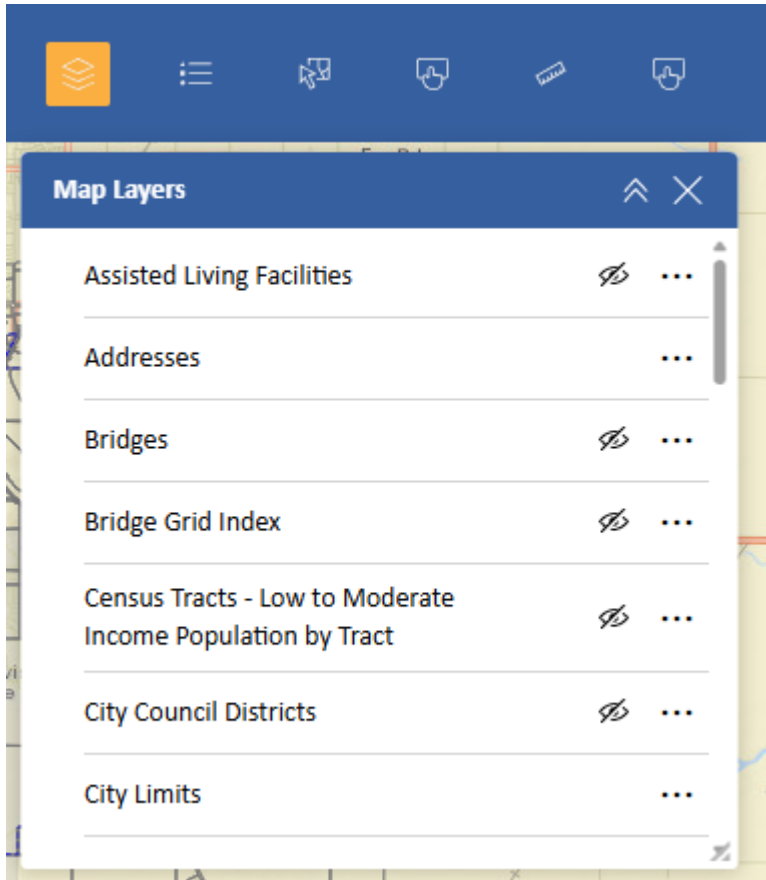 Map Layers
Assisted Living Facilities
Addresses
Bridges
Bridge Grid Index
Census Tracts - Low to Moderate
Income Population by Tract
City Council Districts
City Limits